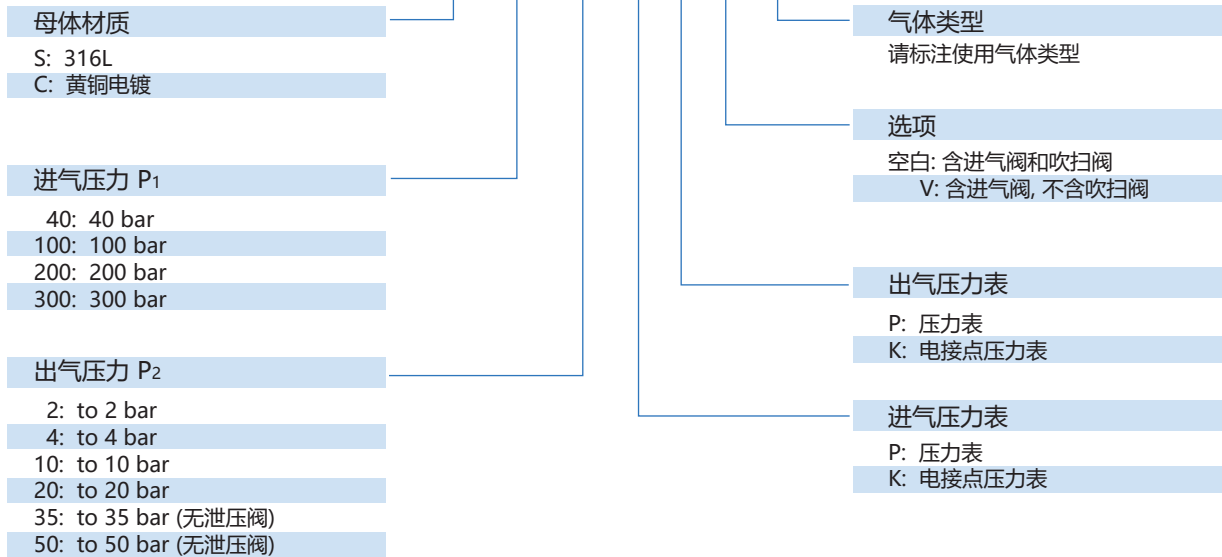 母体材质
S: 316L
C: 黄铜电镀
进气压力 P1
40: 40 bar
100: 100 bar
200: 200 bar
300: 300 bar
出气压力 P2
2: to 2 bar
4: to 4 bar
10: to 10 bar
20: to 20 bar
35: to 35 bar (无泄压阀)
50: to 50 bar (无泄压阀)
气体类型
请标注使用气体类型
选项
空白: 含进气阀和吹扫阀
V: 含进气阀, 不含吹扫阀
出气压力表
P: 压力表
K: 电接点压力表
进气压力表
P: 压力表
K: 电接点压力表